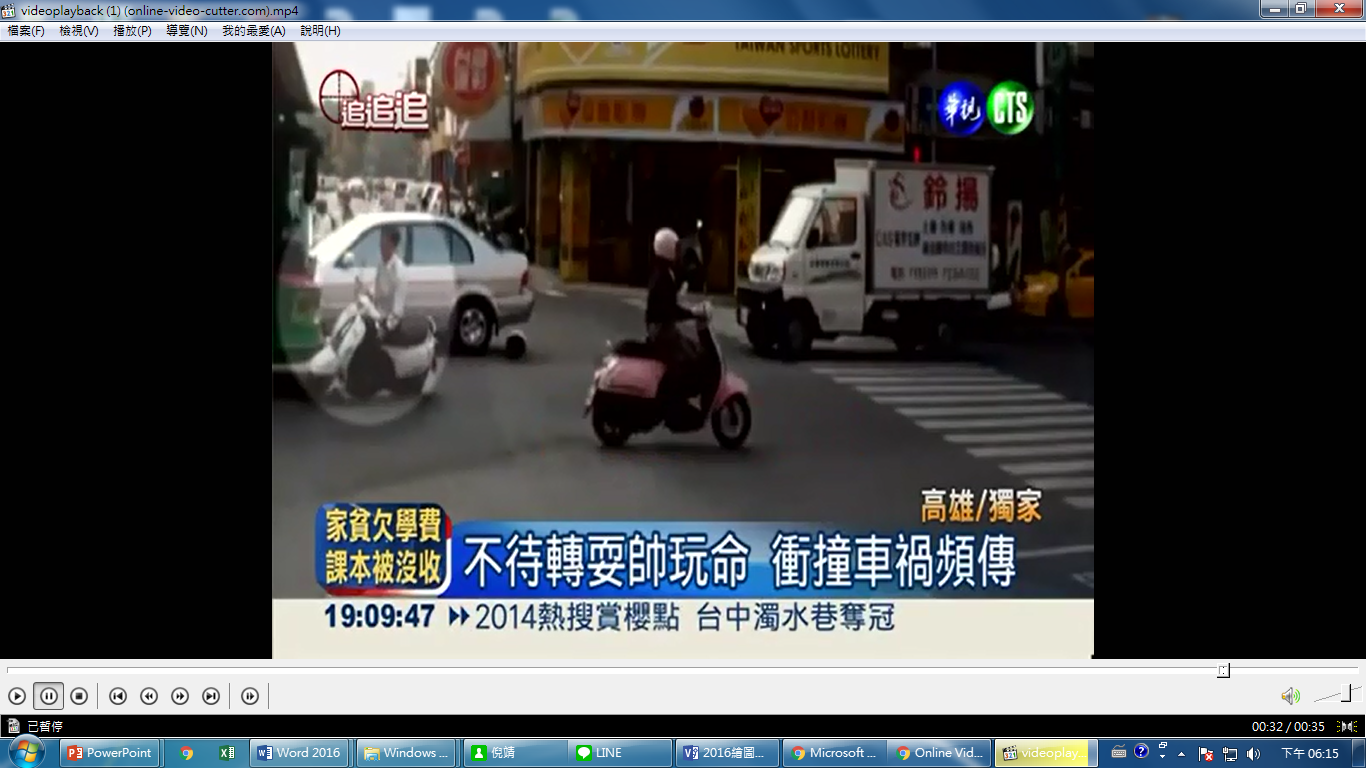 videoplayback (1) (online-video-cutter.com).mp4
檔案(F) 檢視(V) 播放(P) 導覽(N) 我的最愛(A) 說明(H)
TAIWAN SPORTS LOTTERY
追追追
華視 CTS
鈴揚
高雄/獨家
家貧欠學費
課本被沒收
不待轉耍帥玩命 衝撞車禍頻傳
19:09:47 2014熱搜賞櫻點 台中濁水巷奪冠
已暫停
00:32 / 00:35
PowerPoint
Word 2016
Windows ...
倪靖
LINE
2016繪圖...
Microsoft ...
Online Vid...
videoplay...
下午 06:15